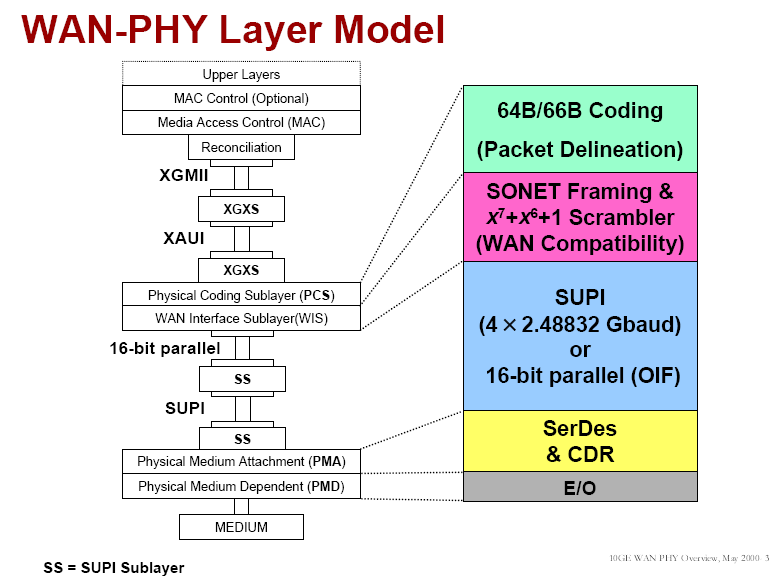 WAN-PHY Layer Model
Upper Layers
MAC Control (Optional)
Media Access Control (MAC)
Reconciliation
XGMII
XGXS
XAUI
XGXS
Physical Coding Sublayer (PCS)
WAN Interface Sublayer(WIS)
16-bit parallel
SS
SUPI
SS
Physical Medium Attachment (PMA)
Physical Medium Dependent (PMD)
MEDIUM
SS = SUPI Sublayer
64B/66B Coding
(Packet Delineation)
SONET Framing &
x⁷+x⁶+1 Scrambler
(WAN Compatibility)
SUPI
(4 × 2.48832 Gbaud)
or
16-bit parallel (OIF)
SerDes
& CDR
E/O
10GE WAN PHY Overview, May 2000 3